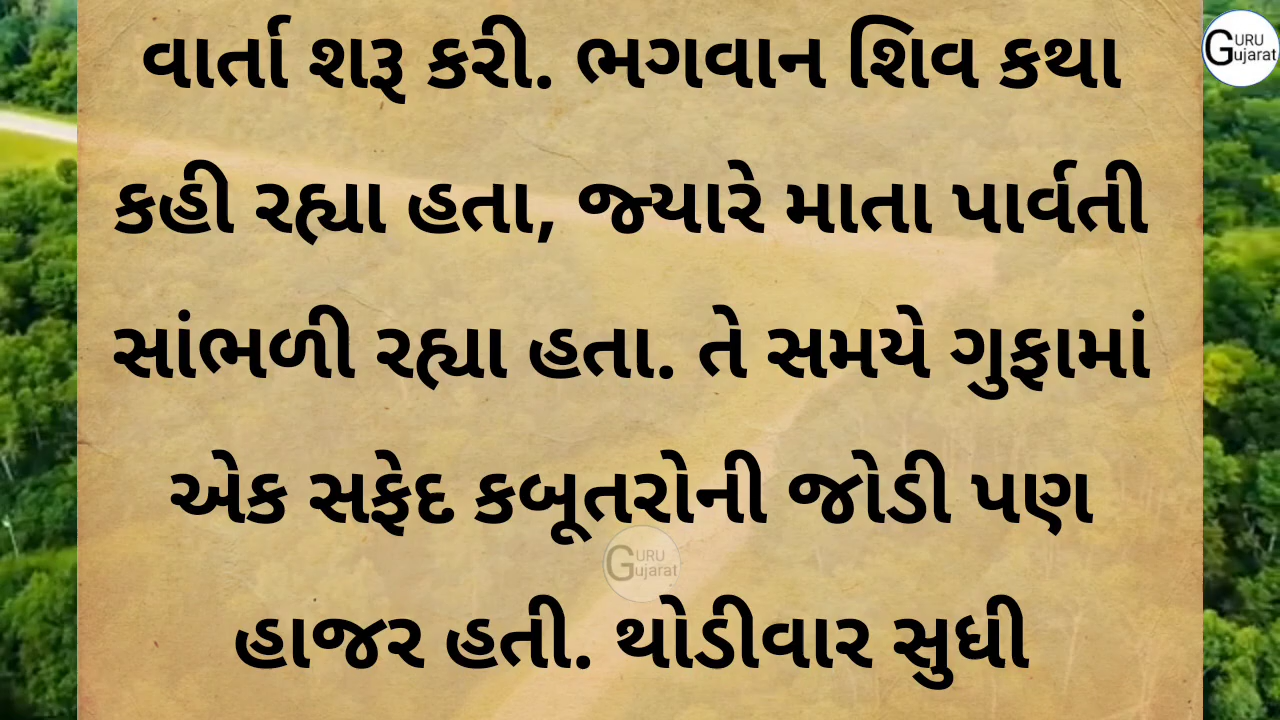 GURU
Gujarat
વાર્તા શરૂ કરી. ભગવાન શિવ કથા
કહી રહ્યા હતા, જ્યારે માતા પાર્વતી
સાંભળી રહ્યા હતા. તે સમયે ગુફામાં
એક સફેદ કબૂતરોની જોડી પણ
GURU
Gujarat
હાજર હતી. થોડીવાર સુધી